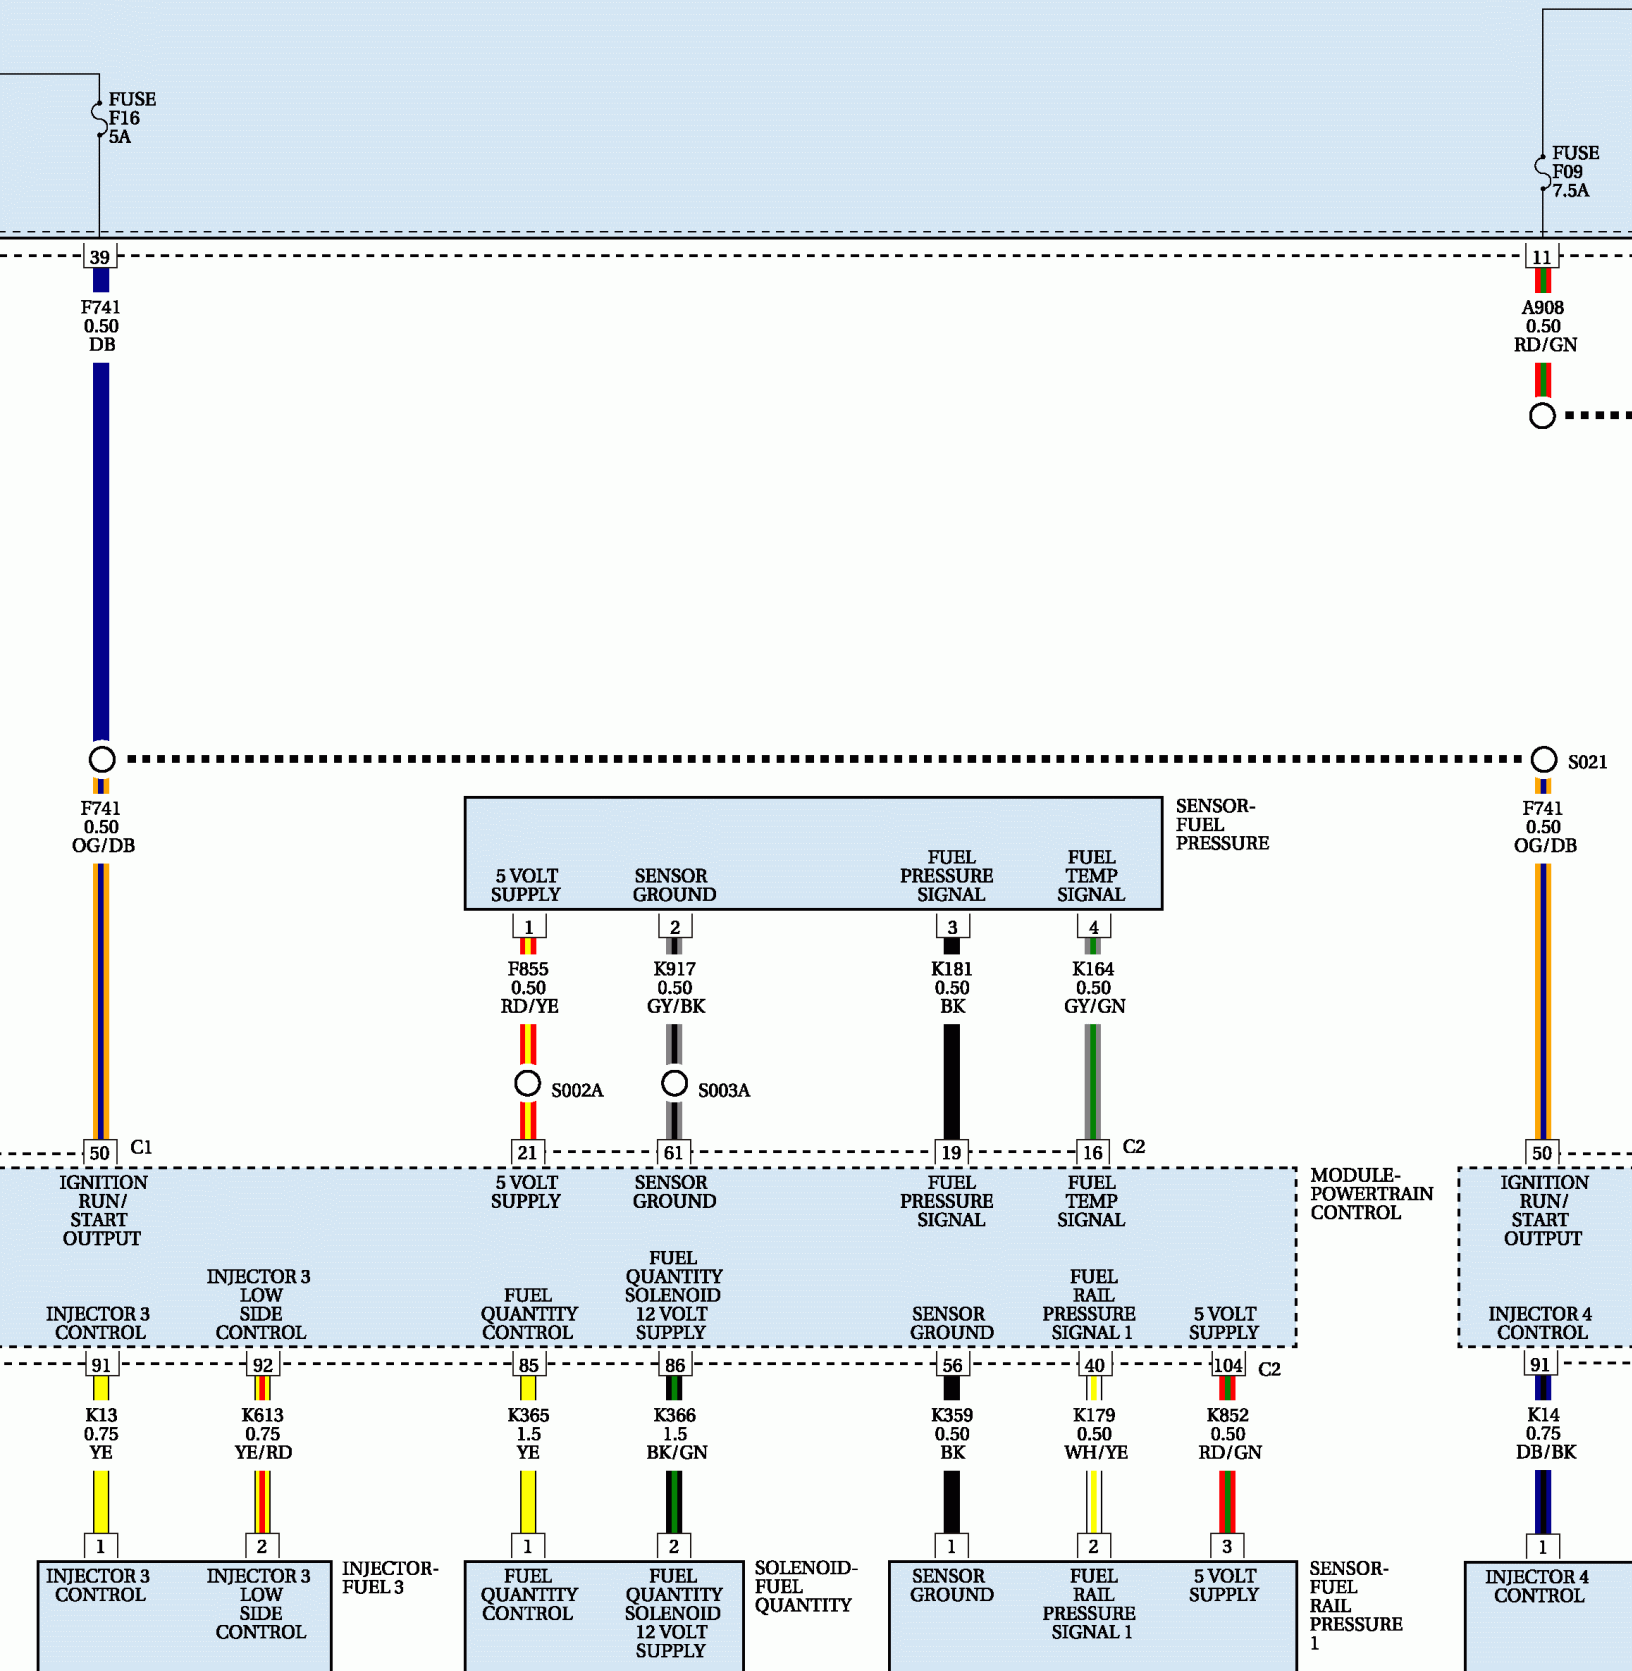 FUSE
F16
5A
FUSE
F09
7.5A
39
11
F741
0.50
DB
A908
0.50
RD/GN
S021
F741
0.50
OG/DB
F741
0.50
OG/DB
SENSOR-
FUEL
PRESSURE
5 VOLT
SUPPLY
SENSOR
GROUND
FUEL
PRESSURE
SIGNAL
FUEL
TEMP
SIGNAL
1
2
3
4
F855
0.50
RD/YE
K917
0.50
GY/BK
K181
0.50
BK
K164
0.50
GY/GN
S002A
S003A
50
C1
21
61
19
16
C2
50
IGNITION
RUN/
START
OUTPUT
5 VOLT
SUPPLY
SENSOR
GROUND
FUEL
PRESSURE
SIGNAL
FUEL
TEMP
SIGNAL
MODULE-
POWERTRAIN
CONTROL
IGNITION
RUN/
START
OUTPUT
INJECTOR 3
CONTROL
INJECTOR 3
LOW
SIDE
CONTROL
FUEL
QUANTITY
CONTROL
FUEL
QUANTITY
SOLENOID
12 VOLT
SUPPLY
SENSOR
GROUND
FUEL
RAIL
PRESSURE
SIGNAL 1
5 VOLT
SUPPLY
INJECTOR 4
CONTROL
91
92
85
86
56
40
104
C2
91
K13
0.75
YE
K613
0.75
YE/RD
K365
1.5
YE
K366
1.5
BK/GN
K359
0.50
BK
K179
0.50
WH/YE
K852
0.50
RD/GN
K14
0.75
DB/BK
1
2
1
2
1
2
3
1
INJECTOR 3
CONTROL
INJECTOR 3
LOW
SIDE
CONTROL
INJECTOR-
FUEL 3
FUEL
QUANTITY
CONTROL
FUEL
QUANTITY
SOLENOID
12 VOLT
SUPPLY
SOLENOID-
FUEL
QUANTITY
SENSOR
GROUND
FUEL
RAIL
PRESSURE
SIGNAL 1
5 VOLT
SUPPLY
SENSOR-
FUEL
RAIL
PRESSURE
1
INJECTOR 4
CONTROL